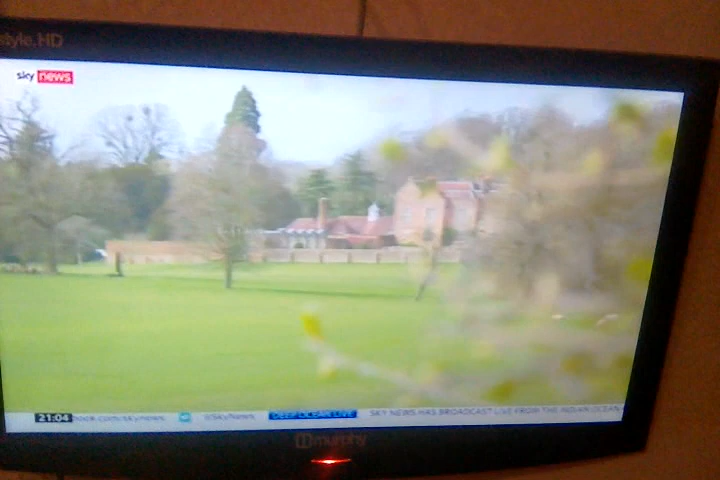 style.HD
sky news
21:04 book.com/skynews @SkyNews DEEP OCEAN LIVE SKY NEWS HAS BROADCAST LIVE FROM THE INDIAN OCEAN
murphy